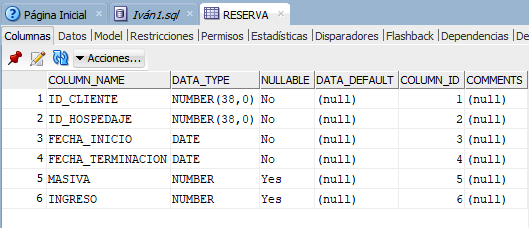 Página Inicial Iván1.sql RESERVA
Columnas Datos Model Restricciones Permisos Estadísticas Disparadores Flashback Dependencias De
Acciones...
COLUMN_NAME DATA_TYPE NULLABLE DATA_DEFAULT COLUMN_ID COMMENTS
1 ID_CLIENTE NUMBER(38,0) No (null) 1 (null)
2 ID_HOSPEDAJE NUMBER(38,0) No (null) 2 (null)
3 FECHA_INICIO DATE No (null) 3 (null)
4 FECHA_TERMINACION DATE No (null) 4 (null)
5 MASIVA NUMBER Yes (null) 5 (null)
6 INGRESO NUMBER Yes (null) 6 (null)